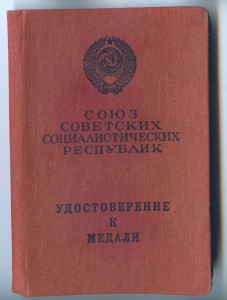 СОЮЗ
СОВЕТСКИХ
СОЦИАЛИСТИЧЕСКИХ
РЕСПУБЛИК
УДОСТОВЕРЕНИЕ
К
МЕДАЛИ